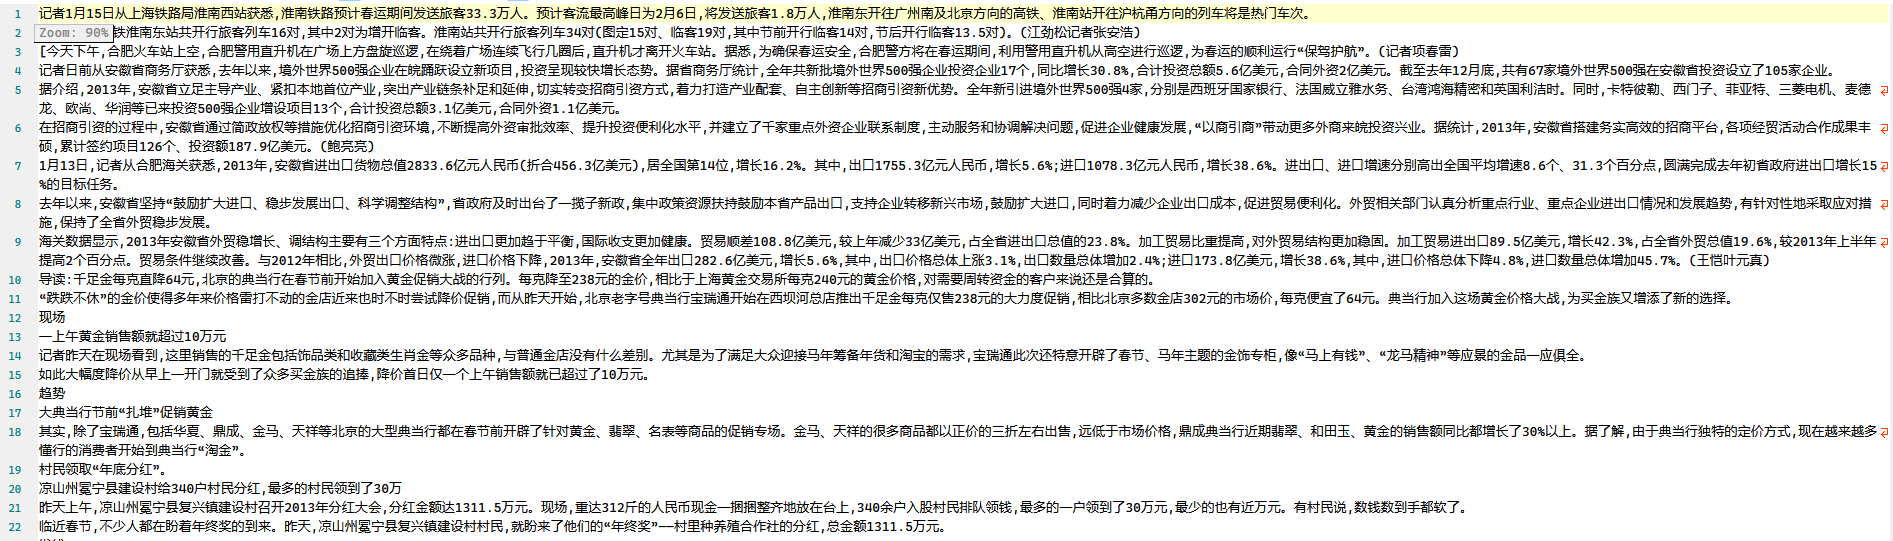 1 记者1月15日从上海铁路局淮南西站获悉,淮南铁路预计春运期间发送旅客33.3万人。预计客流最高峰日为2月6日,将发送旅客1.8万人,淮南东开往广州南及北京方向的高铁、淮南站开往沪杭甬方向的列车将是热门车次。
2 Zoom: 90% 铁淮南东站共开行旅客列车16对,其中2对为增开临客。淮南站共开行旅客列车34对(图定15对、临客19对,其中节前开行临客14对,节后开行临客13.5对)。(江劲松记者张安浩)
3 [今天下午,合肥火车站上空,合肥警用直升机在广场上方盘旋巡逻,在绕着广场连续飞行几圈后,直升机才离开火车站。据悉,为确保春运安全,合肥警方将在春运期间,利用警用直升机从高空进行巡逻,为春运的顺利运行“保驾护航”。(记者项春雷)
4 记者日前从安徽省商务厅获悉,去年以来,境外世界500强企业在皖踊跃设立新项目,投资呈现较快增长态势。据省商务厅统计,全年共新批境外世界500强企业投资企业17个,同比增长30.8%,合计投资总额5.6亿美元,合同外资2亿美元。截至去年12月底,共有67家境外世界500强在安徽省投资设立了105家企业。
5 据介绍,2013年,安徽省立足主导产业、紧扣本地首位产业,突出产业链条补足和延伸,切实转变招商引资方式,着力打造产业配套、自主创新等招商引资新优势。全年新引进境外世界500强4家,分别是西班牙国家银行、法国威立雅水务、台湾鸿海精密和英国利洁时。同时,卡特彼勒、西门子、菲亚特、三菱电机、麦德
龙、欧尚、华润等已来投资500强企业增设项目13个,合计投资总额3.1亿美元,合同外资1.1亿美元。
6 在招商引资的过程中,安徽省通过简政放权等措施优化招商引资环境,不断提高外资审批效率、提升投资便利化水平,并建立了千家重点外资企业联系制度,主动服务和协调解决问题,促进企业健康发展,“以商引商”带动更多外商来皖投资兴业。据统计,2013年,安徽省搭建务实高效的招商平台,各项经贸活动合作成果丰
硕,累计签约项目126个、投资额187.9亿美元。(鲍亮亮)
7 1月13日,记者从合肥海关获悉,2013年,安徽省进出口货物总值2833.6亿元人民币(折合456.3亿美元),居全国第14位,增长16.2%。其中,出口1755.3亿元人民币,增长5.6%;进口1078.3亿元人民币,增长38.6%。进出口、进口增速分别高出全国平均增速8.6个、31.3个百分点,圆满完成去年初省政府进出口增长15
%的目标任务。
8 去年以来,安徽省坚持“鼓励扩大进口、稳步发展出口、科学调整结构”,省政府及时出台了一揽子新政,集中政策资源扶持鼓励本省产品出口,支持企业转移新兴市场,鼓励扩大进口,同时着力减少企业出口成本,促进贸易便利化。外贸相关部门认真分析重点行业、重点企业进出口情况和发展趋势,有针对性地采取应对措
施,保持了全省外贸稳步发展。
9 海关数据显示,2013年安徽省外贸稳增长、调结构主要有三个方面特点:进出口更加趋于平衡,国际收支更加健康。贸易顺差108.8亿美元,较上年减少33亿美元,占全省进出口总值的23.8%。加工贸易比重提高,对外贸易结构更加稳固。加工贸易进出口89.5亿美元,增长42.3%,占全省外贸总值19.6%,较2013年上半年
提高2个百分点。贸易条件继续改善。与2012年相比,外贸出口价格微涨,进口价格下降,2013年,安徽省全年出口282.6亿美元,增长5.6%,其中,出口价格总体上涨3.1%,出口数量总体增加2.4%;进口173.8亿美元,增长38.6%,其中,进口价格总体下降4.8%,进口数量总体增加45.7%。(王恺叶元真)
10 导读:千足金每克直降64元,北京的典当行在春节前开始加入黄金促销大战的行列。每克降至238元的金价,相比于上海黄金交易所每克240元的黄金价格,对需要周转资金的客户来说还是合算的。
11 “跌跌不休”的金价使得多年来价格雷打不动的金店近来也时不时尝试降价促销,而从昨天开始,北京老字号典当行宝瑞通开始在西坝河总店推出千足金每克仅售238元的大力度促销,相比北京多数金店302元的市场价,每克便宜了64元。典当行加入这场黄金价格大战,为买金族又增添了新的选择。
12 现场
13 一上午黄金销售额就超过10万元
14 记者昨天在现场看到,这里销售的千足金包括饰品类和收藏类生肖金等众多品种,与普通金店没有什么差别。尤其是为了满足大众迎接马年筹备年货和淘宝的需求,宝瑞通此次还特意开辟了春节、马年主题的金饰专柜,像“马上有钱”、“龙马精神”等应景的金品一应俱全。
15 如此大幅度降价从早上一开门就受到了众多买金族的追捧,降价首日仅一个上午销售额就已超过了10万元。
16 趋势
17 大典当行节前“扎堆”促销黄金
18 其实,除了宝瑞通,包括华夏、鼎成、金马、天祥等北京的大型典当行都在春节前开辟了针对黄金、翡翠、名表等商品的促销专场。金马、天祥的很多商品都以正价的三折左右出售,远低于市场价格,鼎成典当行近期翡翠、和田玉、黄金的销售额同比都增长了30%以上。据了解,由于典当行独特的定价方式,现在越来越多
懂行的消费者开始到典当行“淘金”。
19 村民领取“年底分红”。
20 凉山州冕宁县建设村给340户村民分红,最多的村民领到了30万
21 昨天上午,凉山州冕宁县复兴镇建设村召开2013年分红大会,分红金额达1311.5万元。现场,重达312斤的人民币现金一捆捆整齐地放在台上,340余户入股村民排队领钱,最多的一户领到了30万元,最少的也有近万元。有村民说,数钱数到手都软了。
22 临近春节,不少人都在盼着年终奖的到来。昨天,凉山州冕宁县复兴镇建设村村民,就盼来了他们的“年终奖”——村里种养殖合作社的分红,总金额1311.5万元。